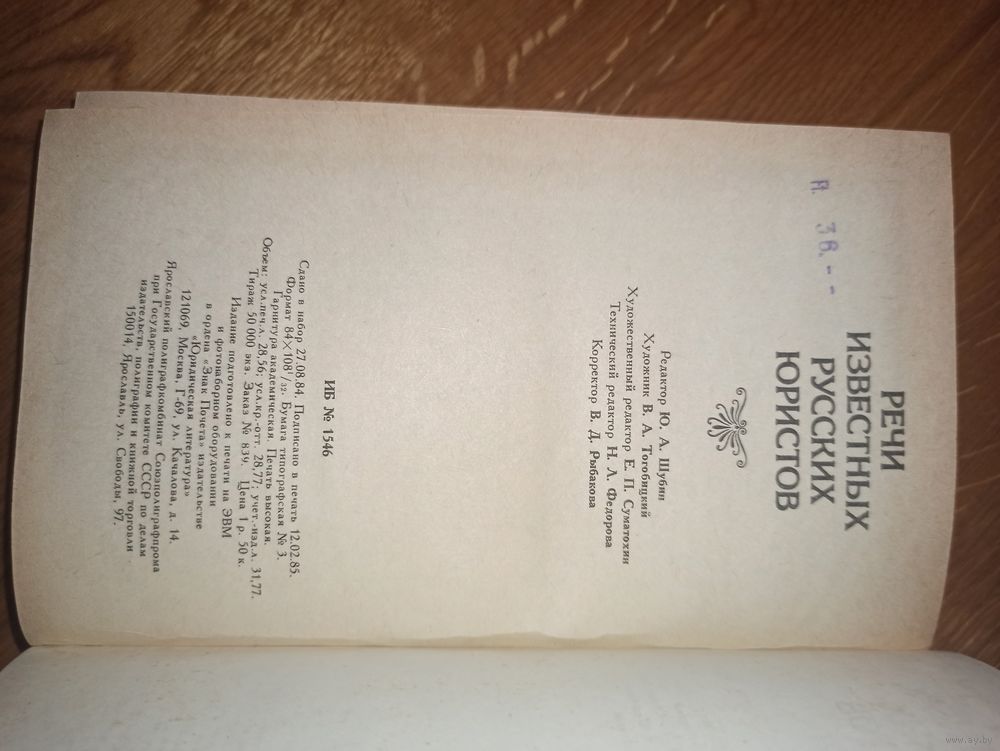 Я. 36.--
РЕЧИ
ИЗВЕСТНЫХ
РУССКИХ
ЮРИСТОВ
Редактор Ю. А. Шубин
Художник В. А. Тогобицкий
Художественный редактор Е. П. Суматохин
Технический редактор Н. Л. Федорова
Корректор В. Д. Рыбакова
ИБ № 1546
Сдано в набор 27.08.84. Подписано в печать 12.02.85.
Формат 84×108¹/₃₂. Бумага типографская № 3.
Гарнитура академическая. Печать высокая.
Объем: усл.печ.л. 28,56; усл.кр.-отт. 28,77; учет.-изд.л. 31,77.
Тираж 50 000 экз. Заказ № 839. Цена 1 р. 50 к.
Издание подготовлено к печати на ЭВМ
и фотонаборном оборудовании
в ордена «Знак Почета» издательстве
«Юридическая литература»
121069, Москва, Г-69, ул. Качалова, д. 14.
Ярославский полиграфкомбинат Союзполиграфпрома
при Государственном комитете СССР по делам
издательств, полиграфии и книжной торговли
150014, Ярославль, ул. Свободы, 97.
www.ay.by